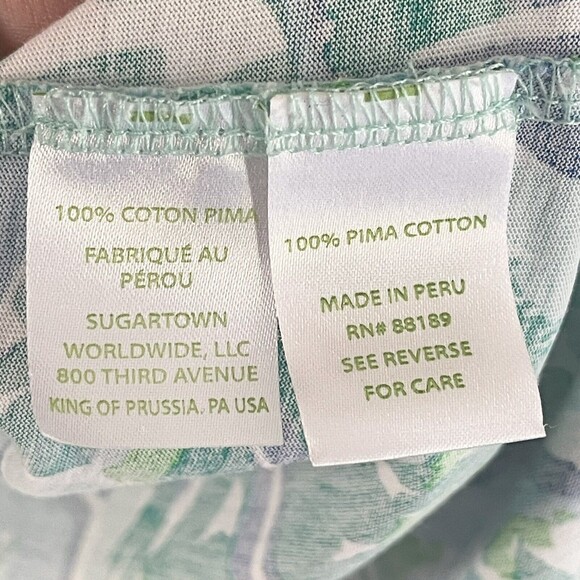 100% COTON PIMA
FABRIQUÉ AU
PÉROU
SUGARTOWN
WORLDWIDE, LLC
800 THIRD AVENUE
KING OF PRUSSIA. PA USA
100% PIMA COTTON
MADE IN PERU
RN# 88189
SEE REVERSE
FOR CARE